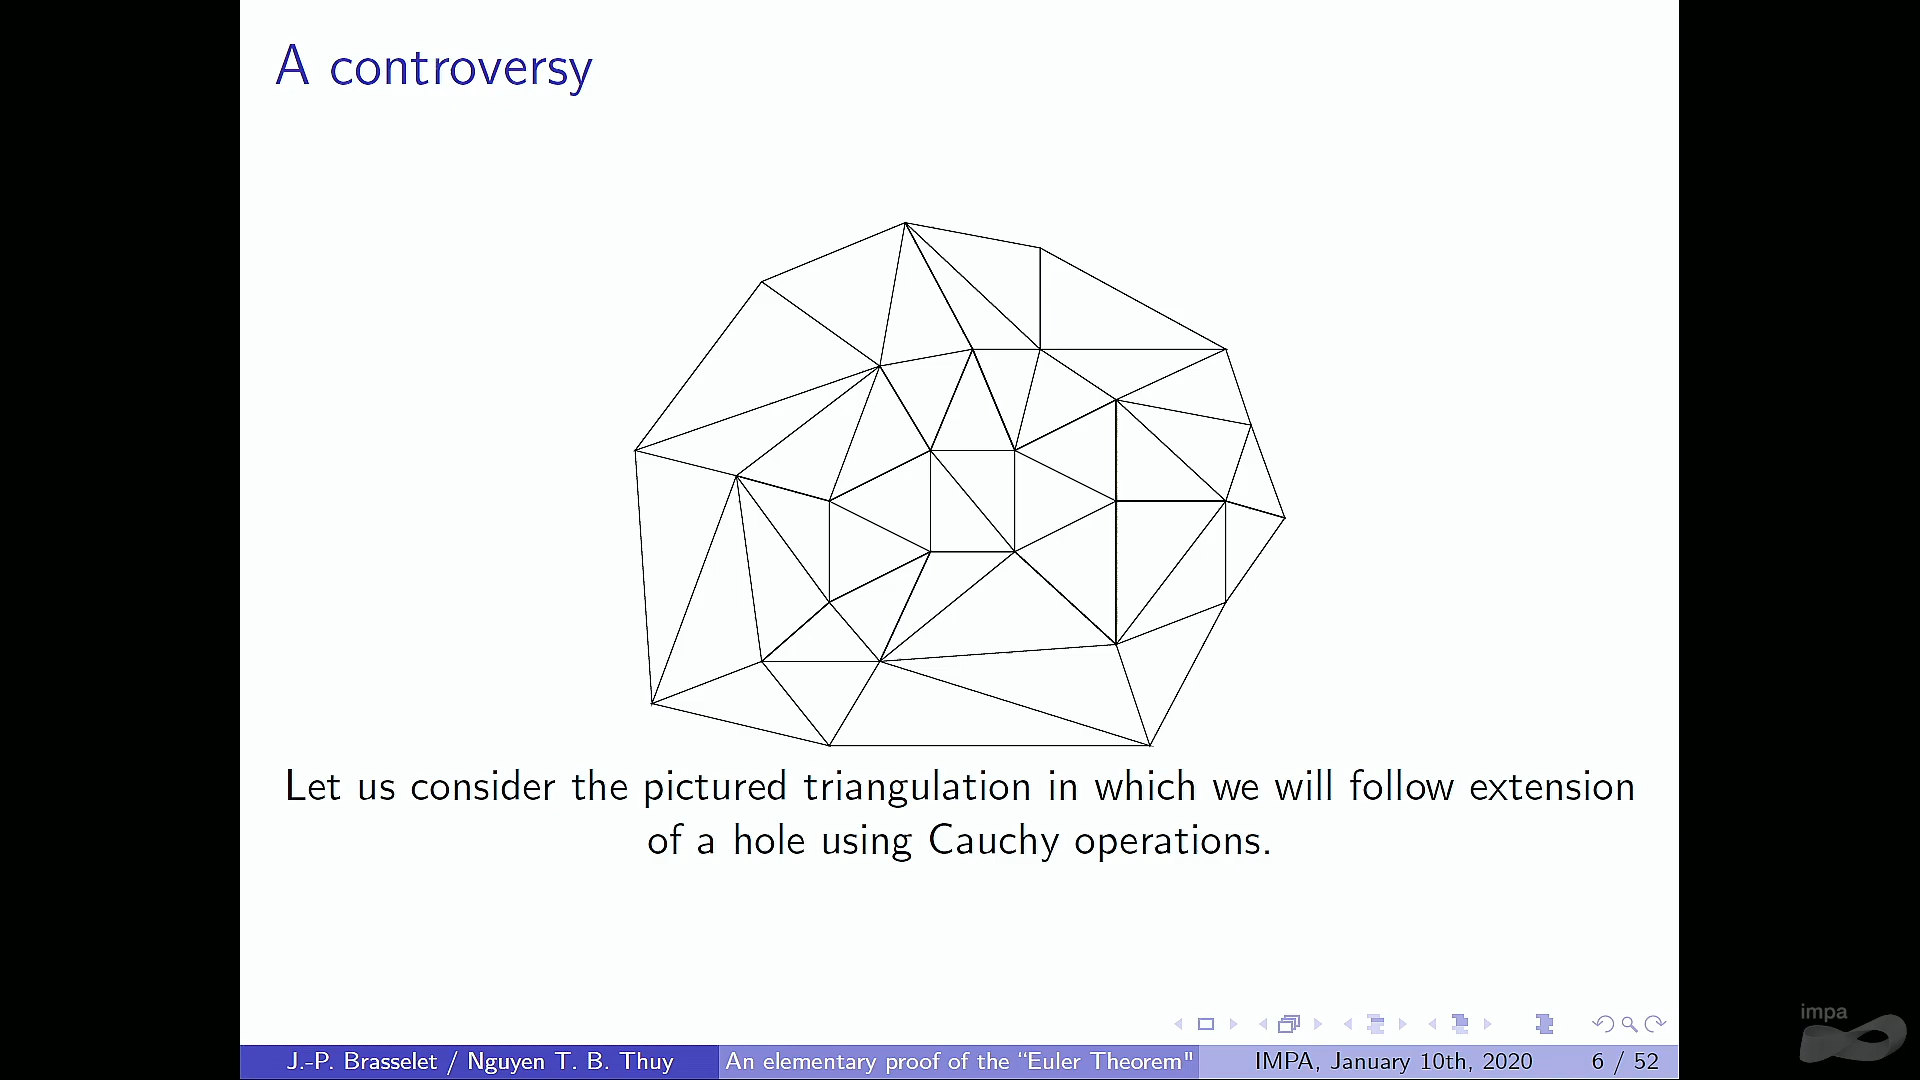 A controversy
Let us consider the pictured triangulation in which we will follow extension
of a hole using Cauchy operations.
impa
J.-P. Brasselet / Nguyen T. B. Thuy An elementary proof of the “Euler Theorem" IMPA, January 10th, 2020 6 / 52